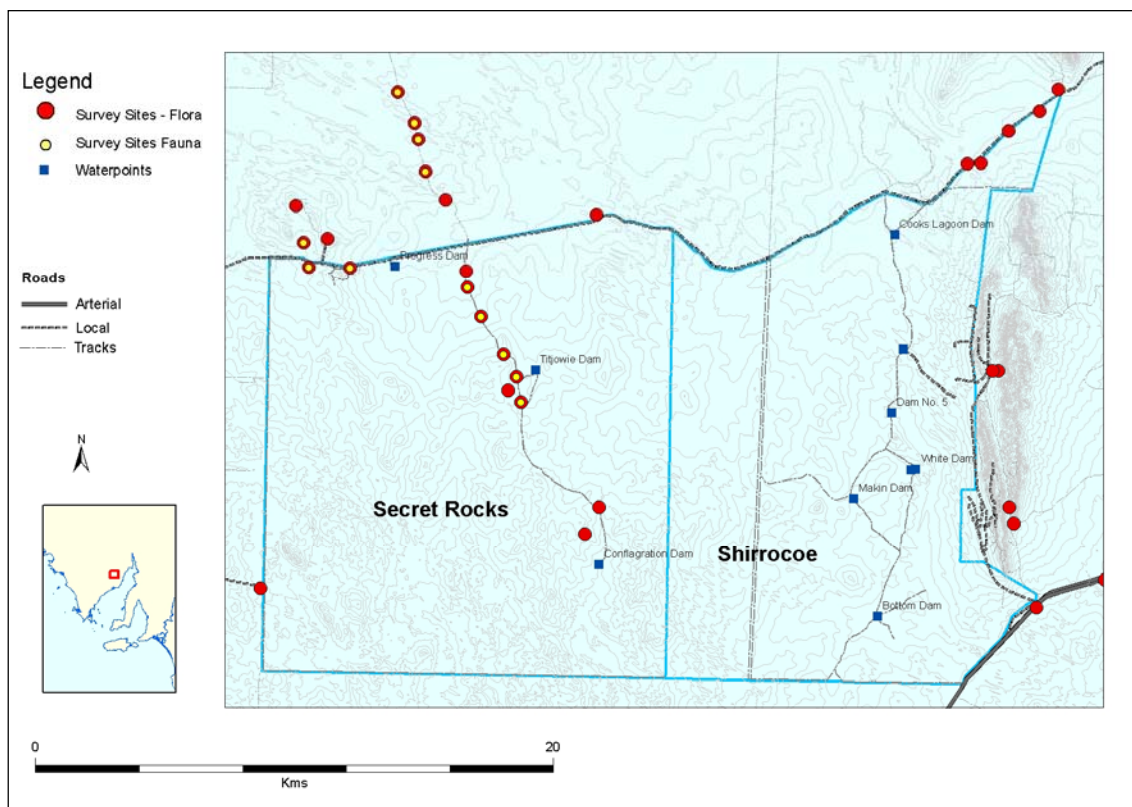 Legend
Survey Sites - Flora
Survey Sites Fauna
Waterpoints
Roads
Arterial
Local
Tracks
N
Cooks Lagoon Dam
Progress Dam
Titjowie Dam
Dam No. 5
White Dam
Makin Dam
Secret Rocks
Shirrocoe
Conflagration Dam
Bottom Dam
0
20
Kms